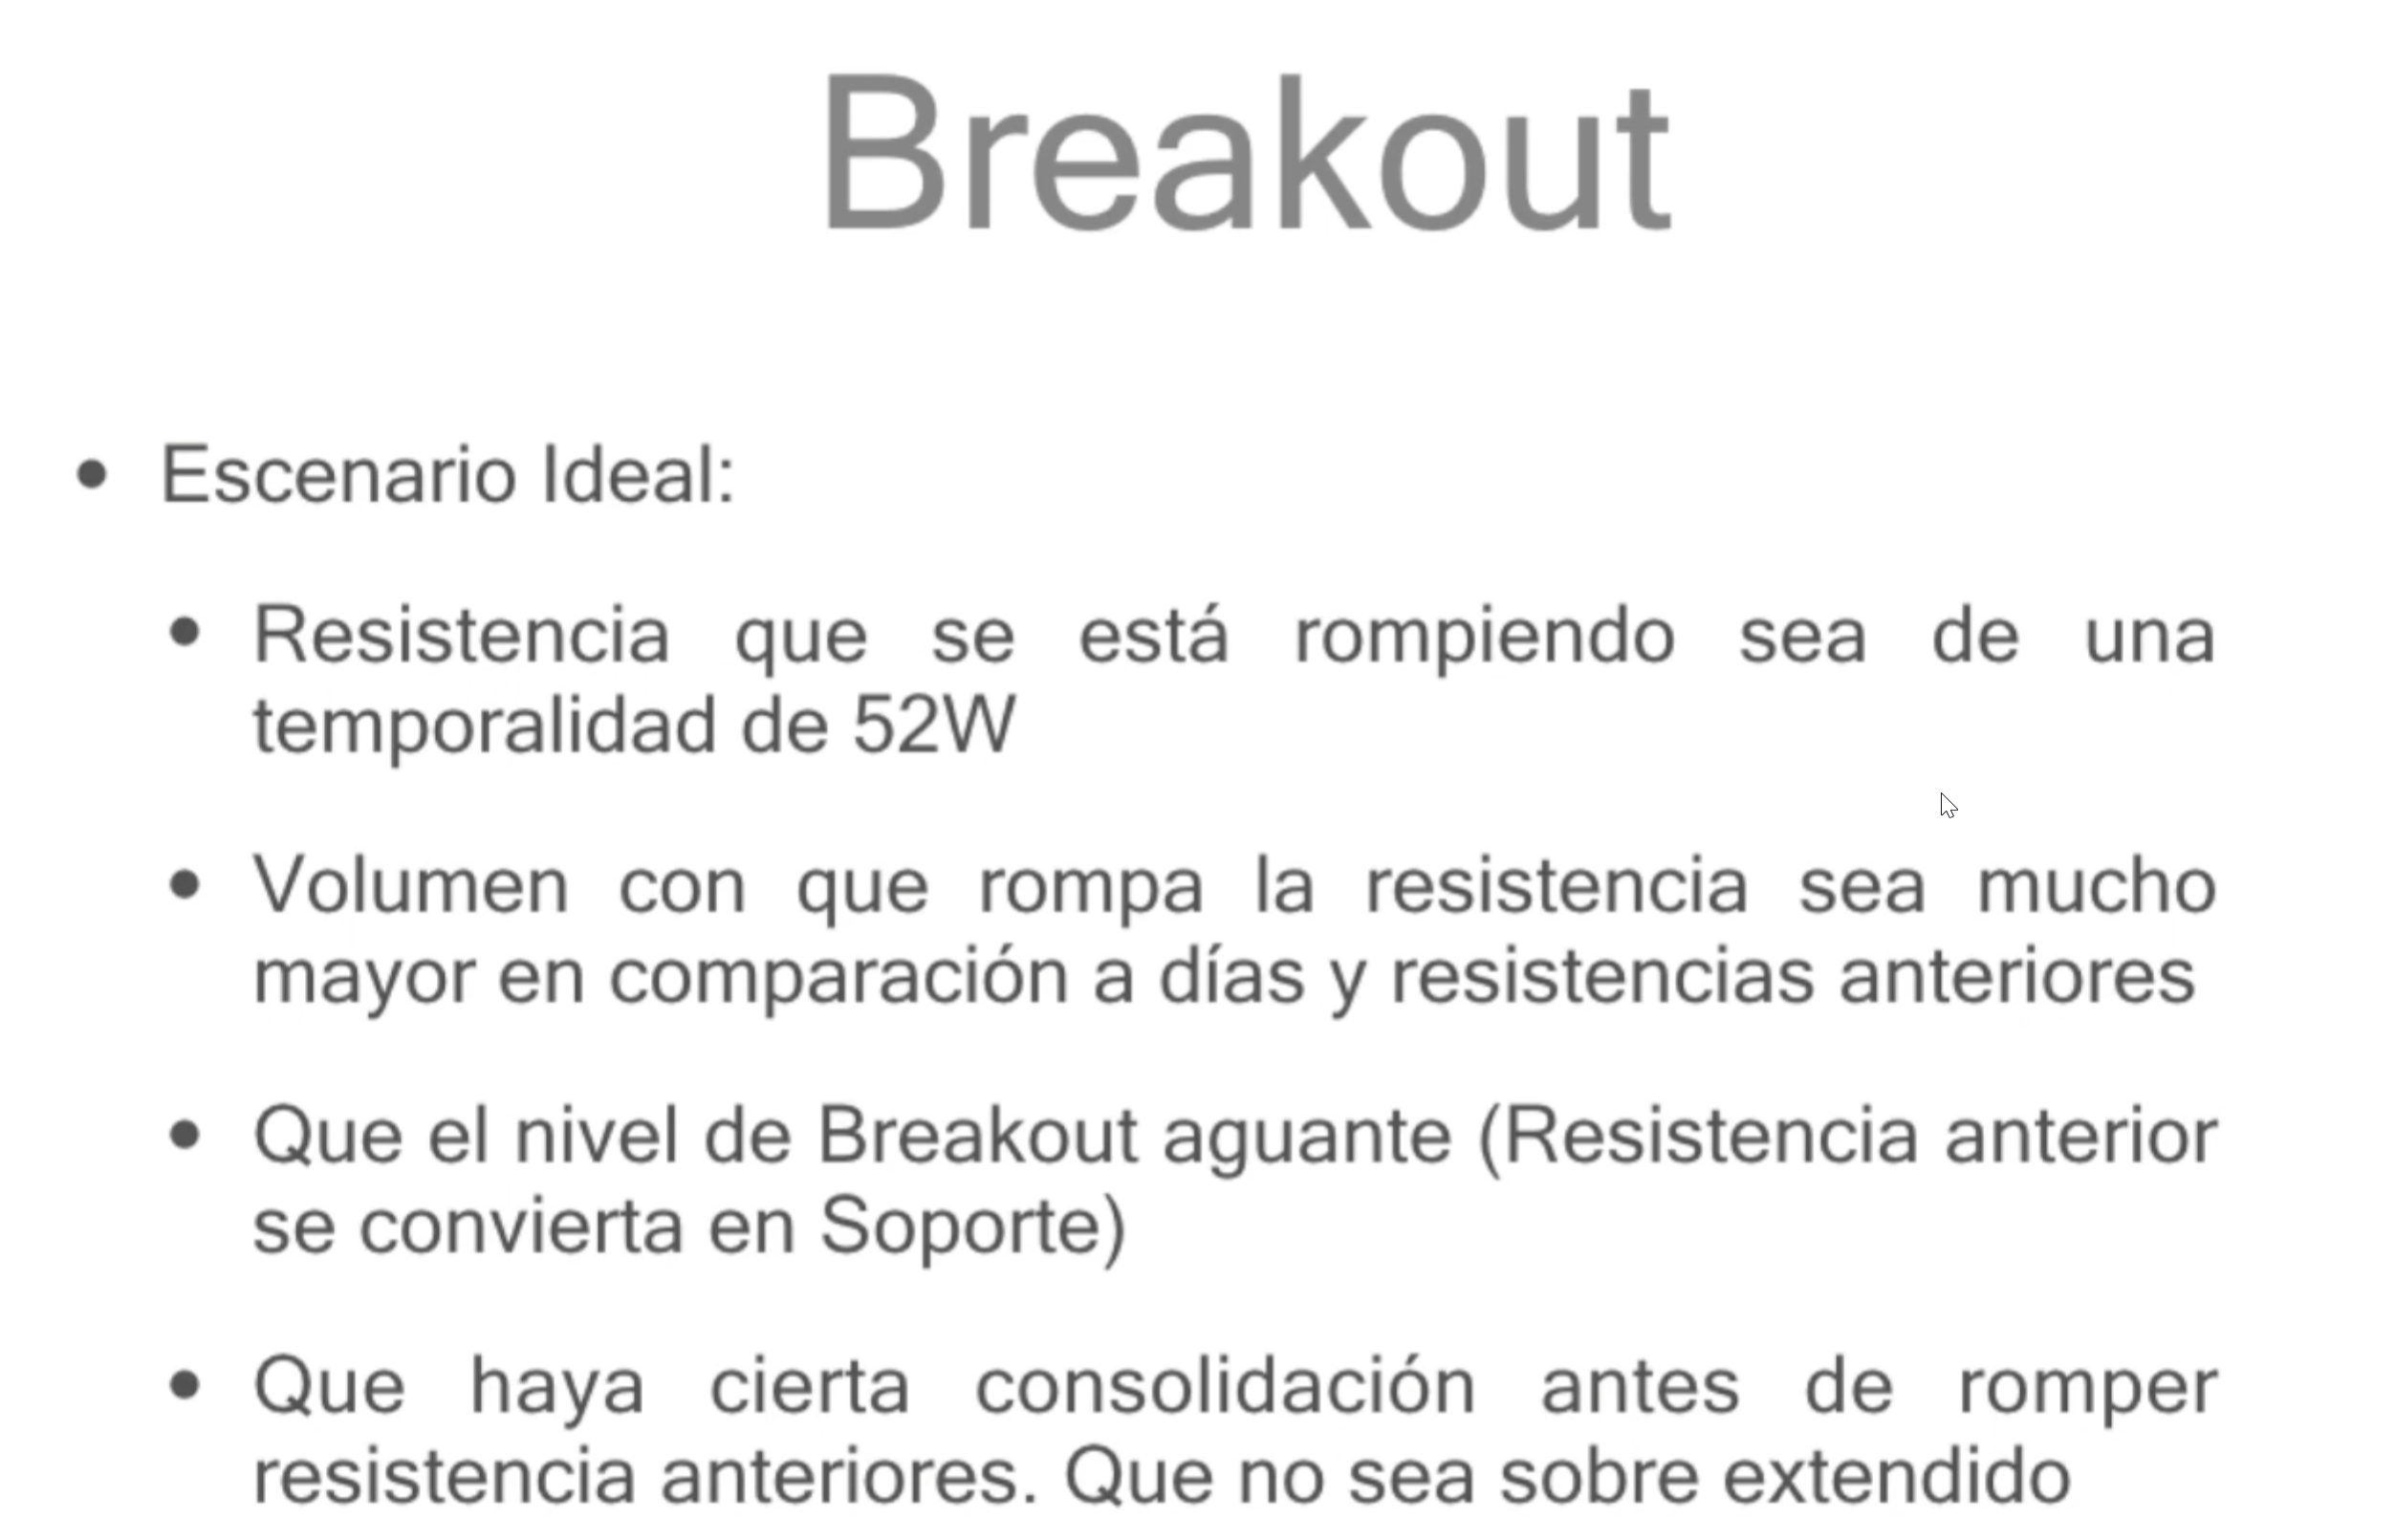 Breakout
• Escenario Ideal:
• Resistencia que se está rompiendo sea de una
temporalidad de 52W
• Volumen con que rompa la resistencia sea mucho
mayor en comparación a días y resistencias anteriores
• Que el nivel de Breakout aguante (Resistencia anterior
se convierta en Soporte)
• Que haya cierta consolidación antes de romper
resistencia anteriores. Que no sea sobre extendido